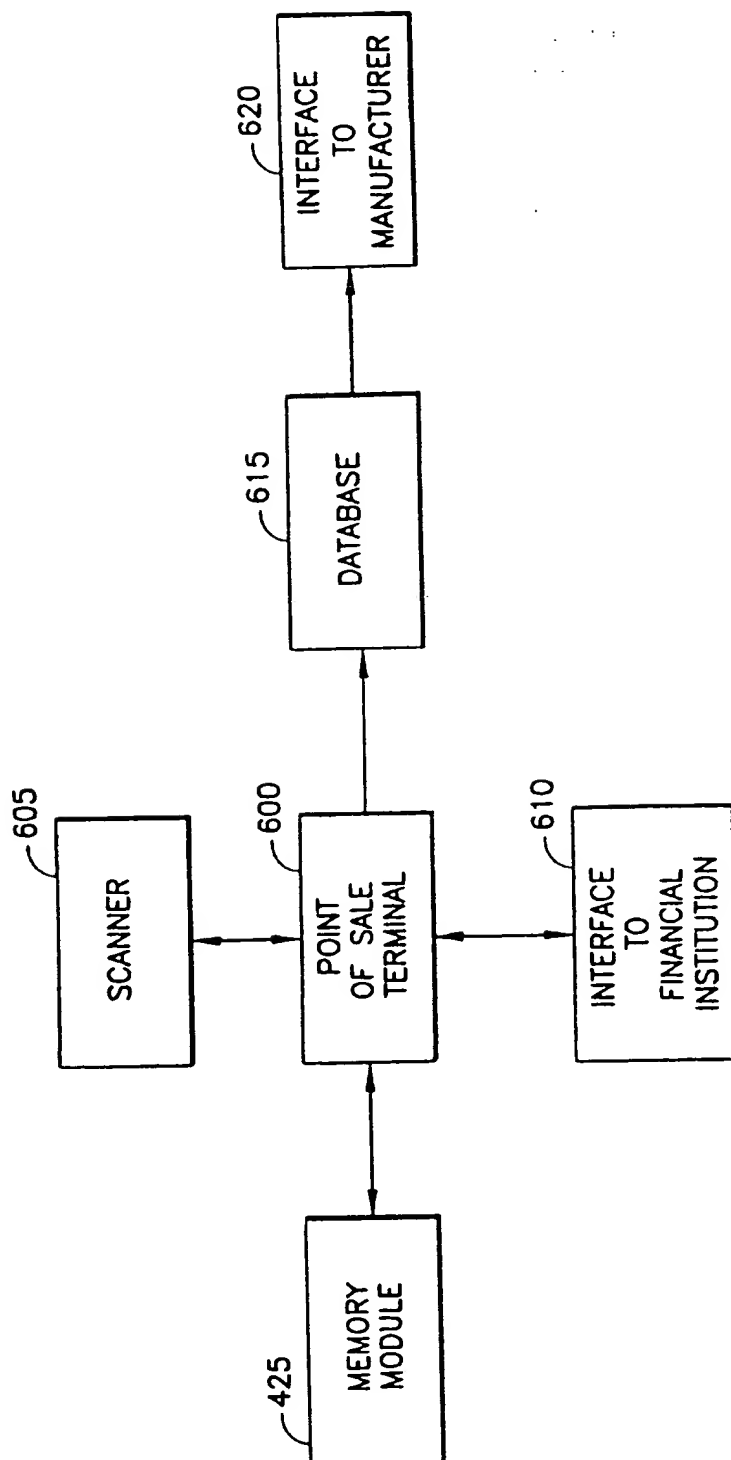 605
SCANNER
425
MEMORY
MODULE
600
POINT
OF SALE
TERMINAL
615
DATABASE
620
INTERFACE
TO
MANUFACTURER
610
INTERFACE
TO
FINANCIAL
INSTITUTION